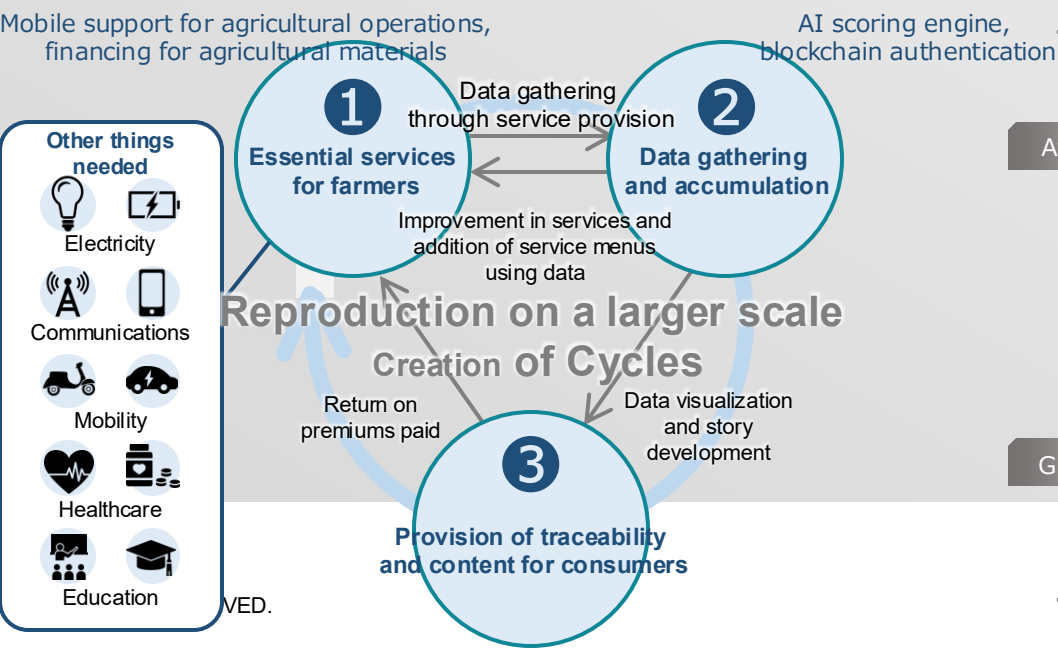 Mobile support for agricultural operations,
financing for agricultural materials
AI scoring engine,
blockchain authentication
1
Essential services
for farmers
Data gathering
through service provision
2
Data gathering
and accumulation
Improvement in services and
addition of service menus
using data
Other things
needed
Electricity
Communications
Mobility
Healthcare
Education
Reproduction on a larger scale
Creation of Cycles
Return on
premiums paid
Data visualization
and story
development
3
Provision of traceability
and content for consumers
A
G
VED.